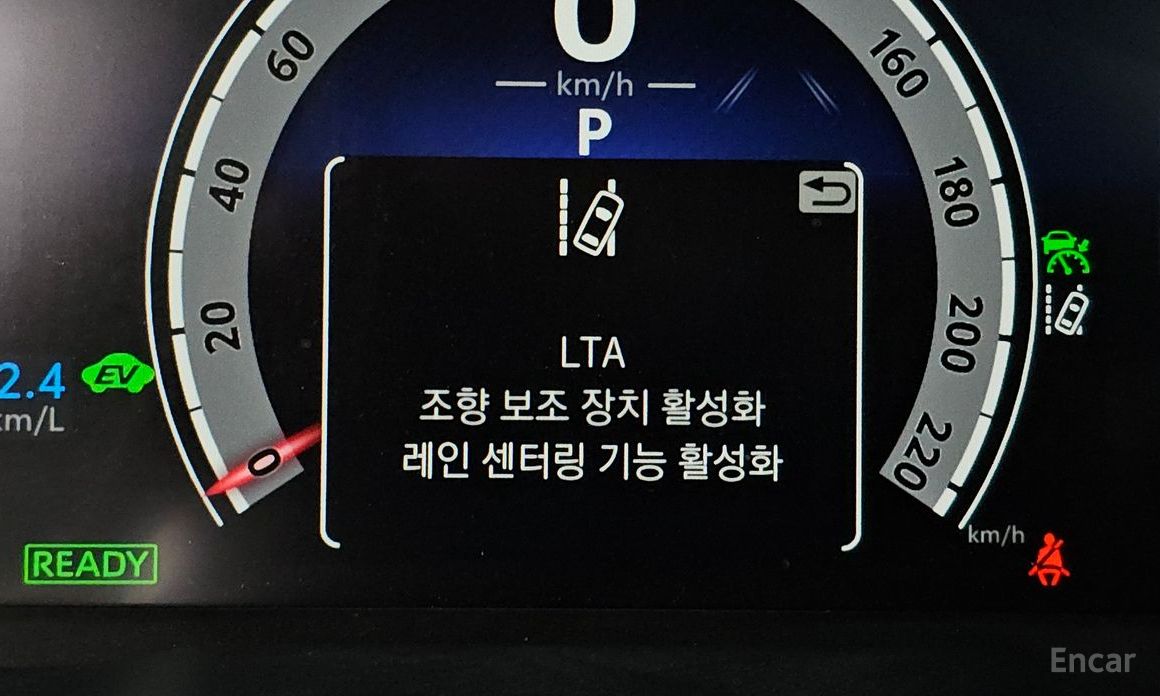 0
km/h
P
60
40
20
0
160
180
200
220
km/h
2.4
km/L
EV
LTA
조향 보조 장치 활성화
레인 센터링 기능 활성화
READY
Encar